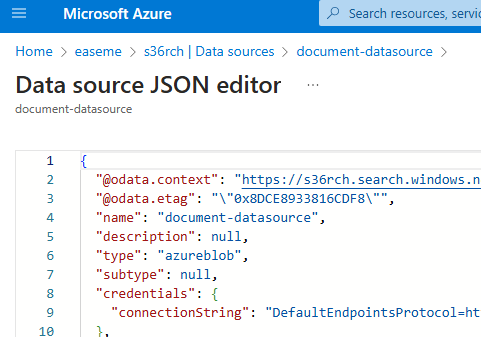 Microsoft Azure
Search resources, servic
Home > easeme > s36rch | Data sources > document-datasource >
Data source JSON editor ...
document-datasource
1 {
2 "@odata.context": "https://s36rch.search.windows.n
3 "@odata.etag": "\"0x8DCE8933816CDF8\"",
4 "name": "document-datasource",
5 "description": null,
6 "type": "azureblob",
7 "subtype": null,
8 "credentials": {
9 "connectionString": "DefaultEndpointsProtocol=ht
10 },